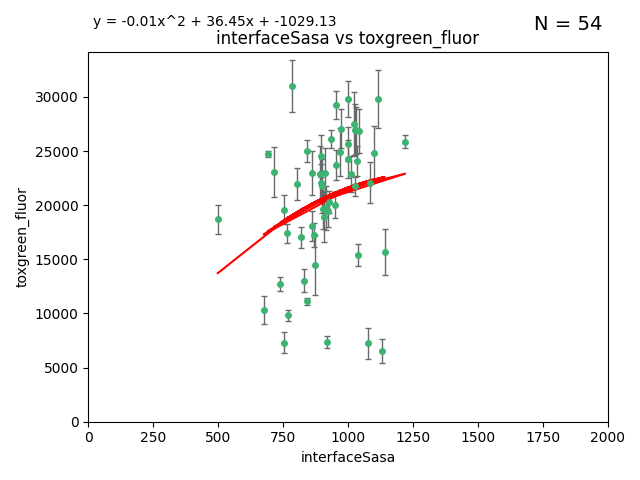 y = -0.01x^2 + 36.45x + -1029.13
N = 54
interfaceSasa vs toxgreen_fluor
30000
25000
20000
15000
10000
5000
0
toxgreen_fluor
0 250 500 750 1000 1250 1500 1750 2000
interfaceSasa